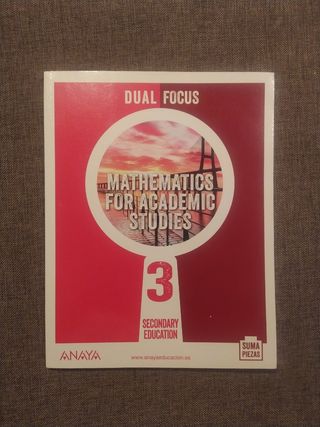 DUAL FOCUS
MATHEMATICS
FOR ACADEMIC
STUDIES
3
SECONDARY
EDUCATION
ANAYA
www.anayaeducacion.es
SUMA
PIEZAS